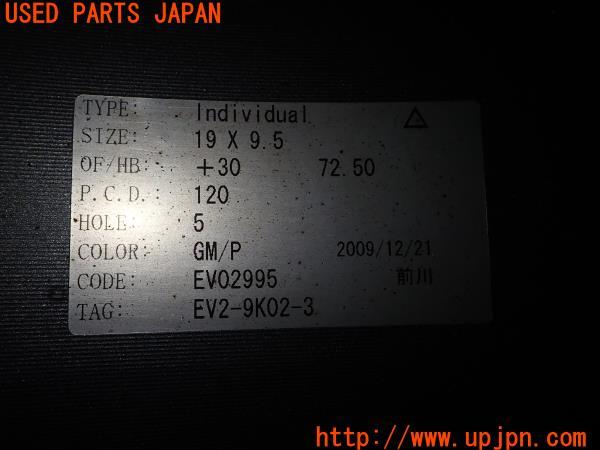 USED PARTS JAPAN
TYPE: Individual
SIZE: 19 X 9.5
OF/HB: +30 72.50
P.C.D.: 120
HOLE: 5
COLOR: GM/P 2009/12/21
CODE: EV02995 前川
TAG: EV2-9K02-3
http://www.upjpn.com